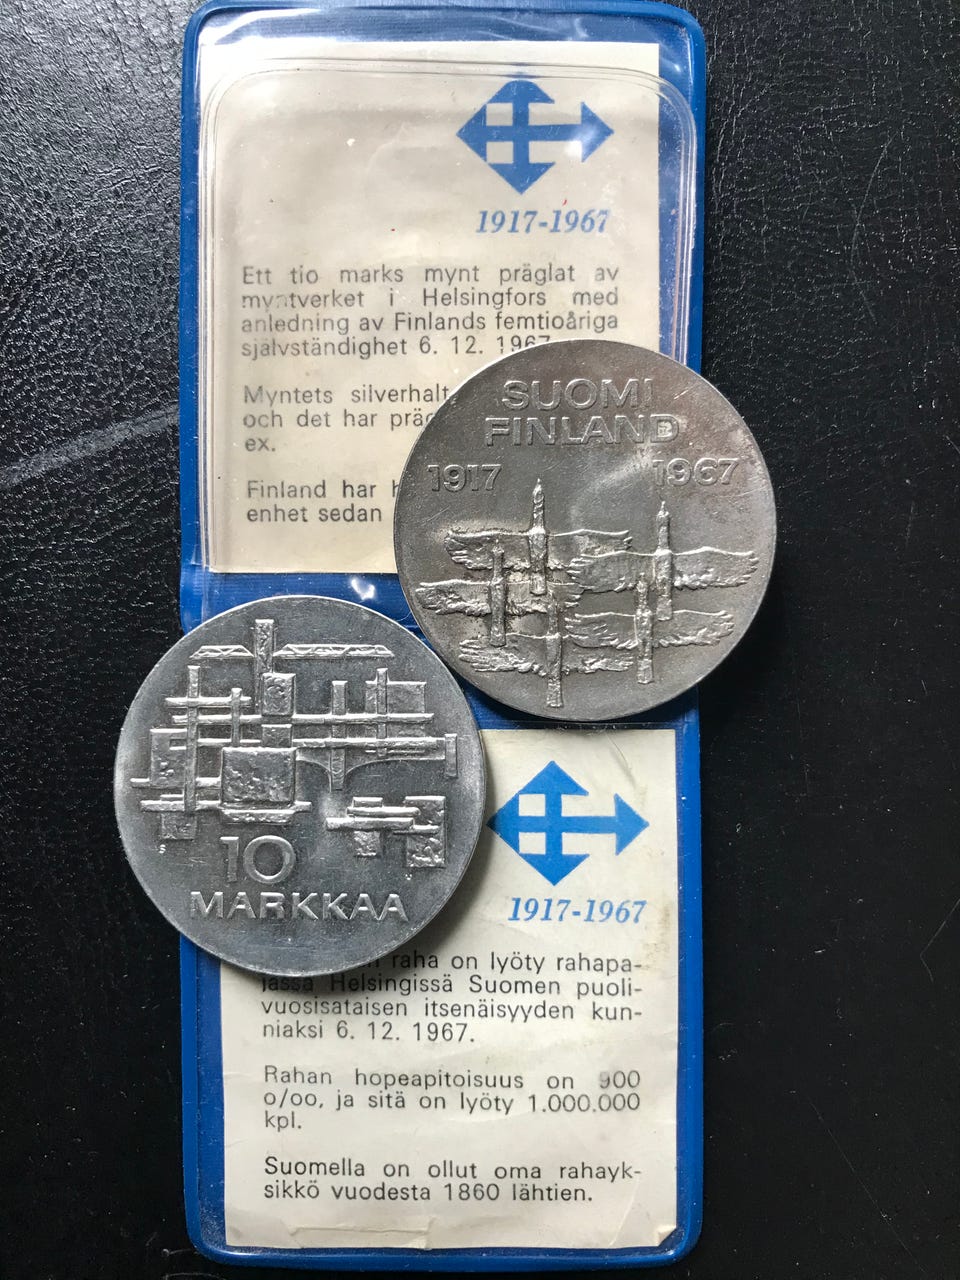 1917-1967
Ett tio marks mynt präglat av
myntverket i Helsingfors med
anledning av Finlands femtioåriga
självständighet 6. 12. 1967
Myntets
och det har
ex.
Finland har
enhet sedan
SUOMI
FINLAND
1917 1967
10
MARKKAA
S
1917-1967
raha on lyöty rahapa-
jassa Helsingissä Suomen puoli-
vuosisataisen itsenäisyyden kun-
niaksi 6. 12. 1967.
Rahan hopeapitoisuus on 900
o/oo, ja sitä on lyöty 1.000.000
kpl.
Suomella on ollut oma rahayk-
sikkö vuodesta 1860 lähtien.